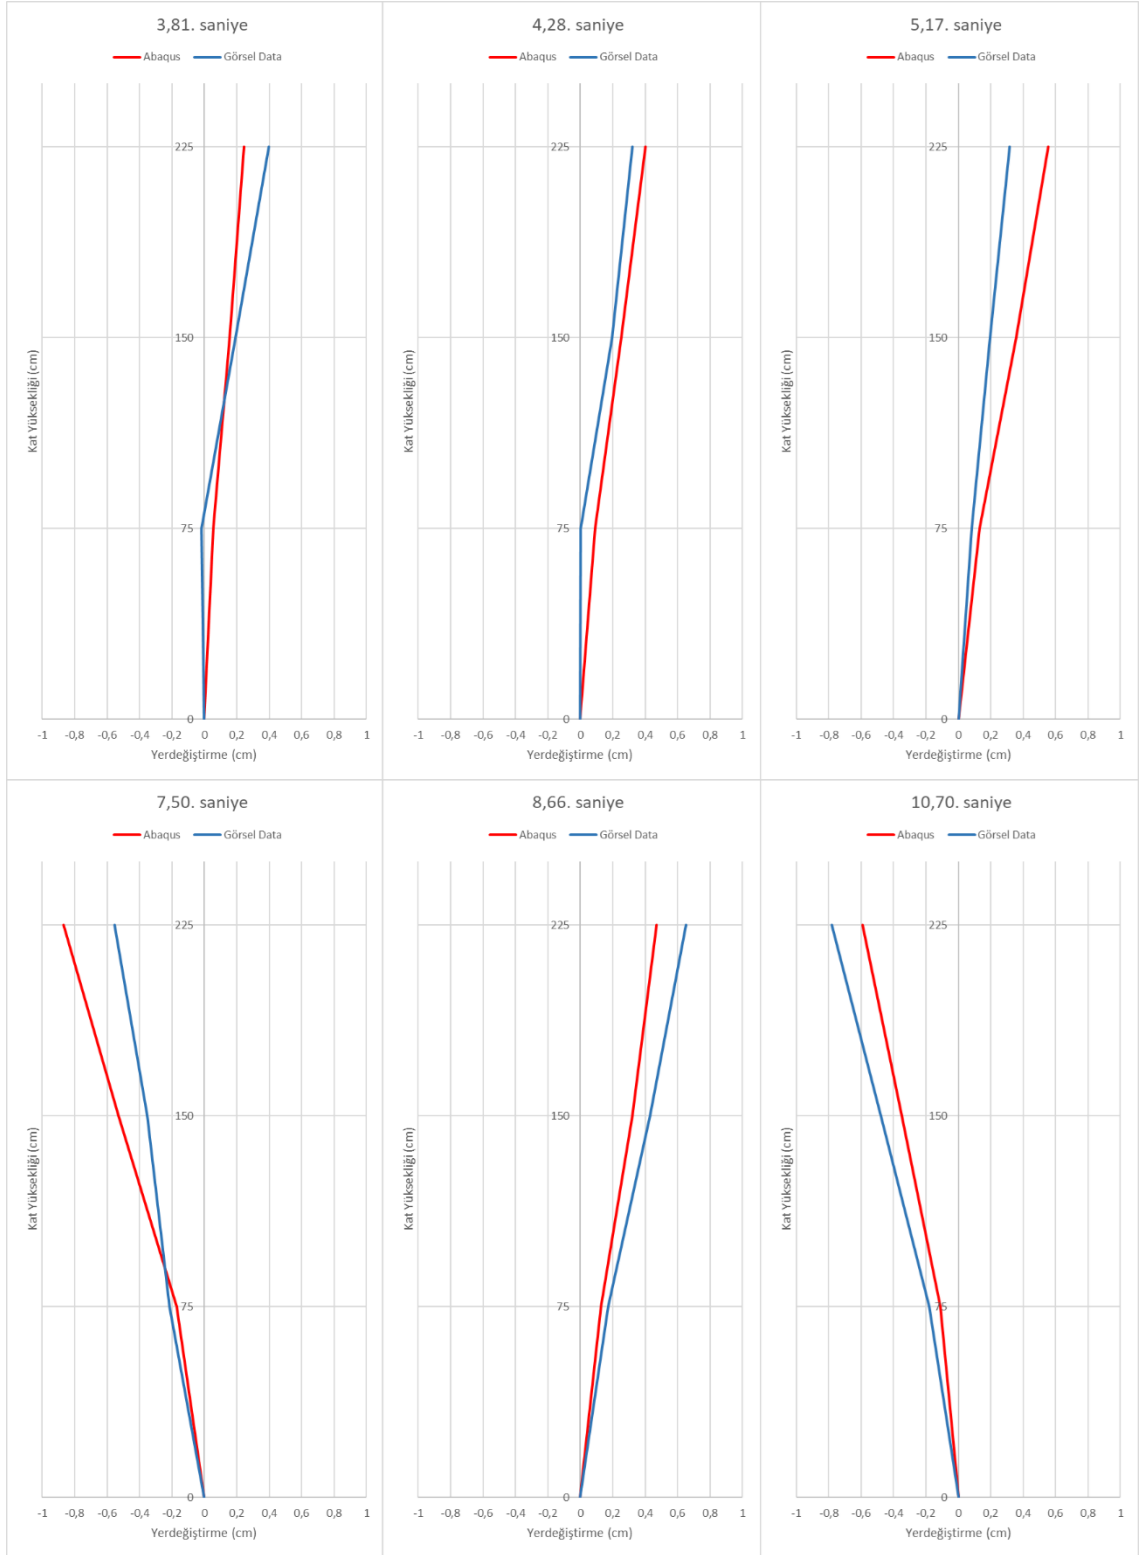 3,81. saniye
Abaqus Görsel Data
225
150
75
0
Kat Yüksekliği (cm)
-1 -0,8 -0,6 -0,4 -0,2 0 0,2 0,4 0,6 0,8 1
Yerdeğiştirme (cm)
4,28. saniye
Abaqus Görsel Data
225
150
75
0
Kat Yüksekliği (cm)
-1 -0,8 -0,6 -0,4 -0,2 0 0,2 0,4 0,6 0,8 1
Yerdeğiştirme (cm)
5,17. saniye
Abaqus Görsel Data
225
150
75
0
Kat Yüksekliği (cm)
-1 -0,8 -0,6 -0,4 -0,2 0 0,2 0,4 0,6 0,8 1
Yerdeğiştirme (cm)
7,50. saniye
Abaqus Görsel Data
225
150
75
0
Kat Yüksekliği (cm)
-1 -0,8 -0,6 -0,4 -0,2 0 0,2 0,4 0,6 0,8 1
Yerdeğiştirme (cm)
8,66. saniye
Abaqus Görsel Data
225
150
75
0
Kat Yüksekliği (cm)
-1 -0,8 -0,6 -0,4 -0,2 0 0,2 0,4 0,6 0,8 1
Yerdeğiştirme (cm)
10,70. saniye
Abaqus Görsel Data
225
150
75
0
Kat Yüksekliği (cm)
-1 -0,8 -0,6 -0,4 -0,2 0 0,2 0,4 0,6 0,8 1
Yerdeğiştirme (cm)